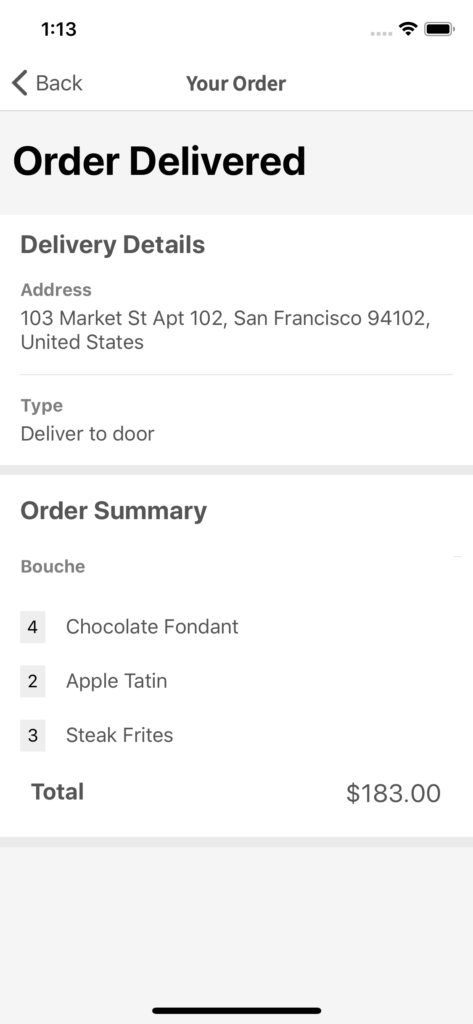 1:13
Back
Your Order
Order Delivered
Delivery Details
Address
103 Market St Apt 102, San Francisco 94102,
United States
Type
Deliver to door
Order Summary
Bouche
4 Chocolate Fondant
2 Apple Tatin
3 Steak Frites
Total $183.00